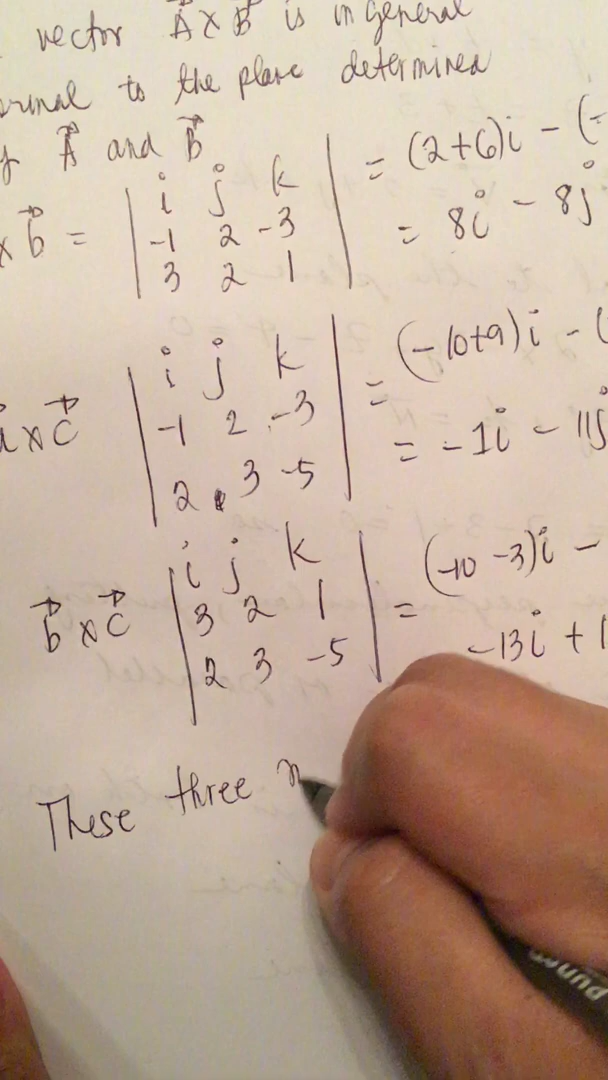 vector A⃗ X B⃗ is in general
to the plane determined
A⃗ and B⃗
x b⃗ = | i j k | = (2+6)i - (-
| -1 2 -3 | = 8i - 8j
| 3 2 1 |
a⃗ x c⃗ | i j k | = (-10+9)i - (
| -1 2 -3 | = -1i - 11j
| 2 3 -5 |
b⃗ x c⃗ | i j k | = (-10 -3)i -
| 3 2 1 | -13i + 1
| 2 3 -5 |
These three n